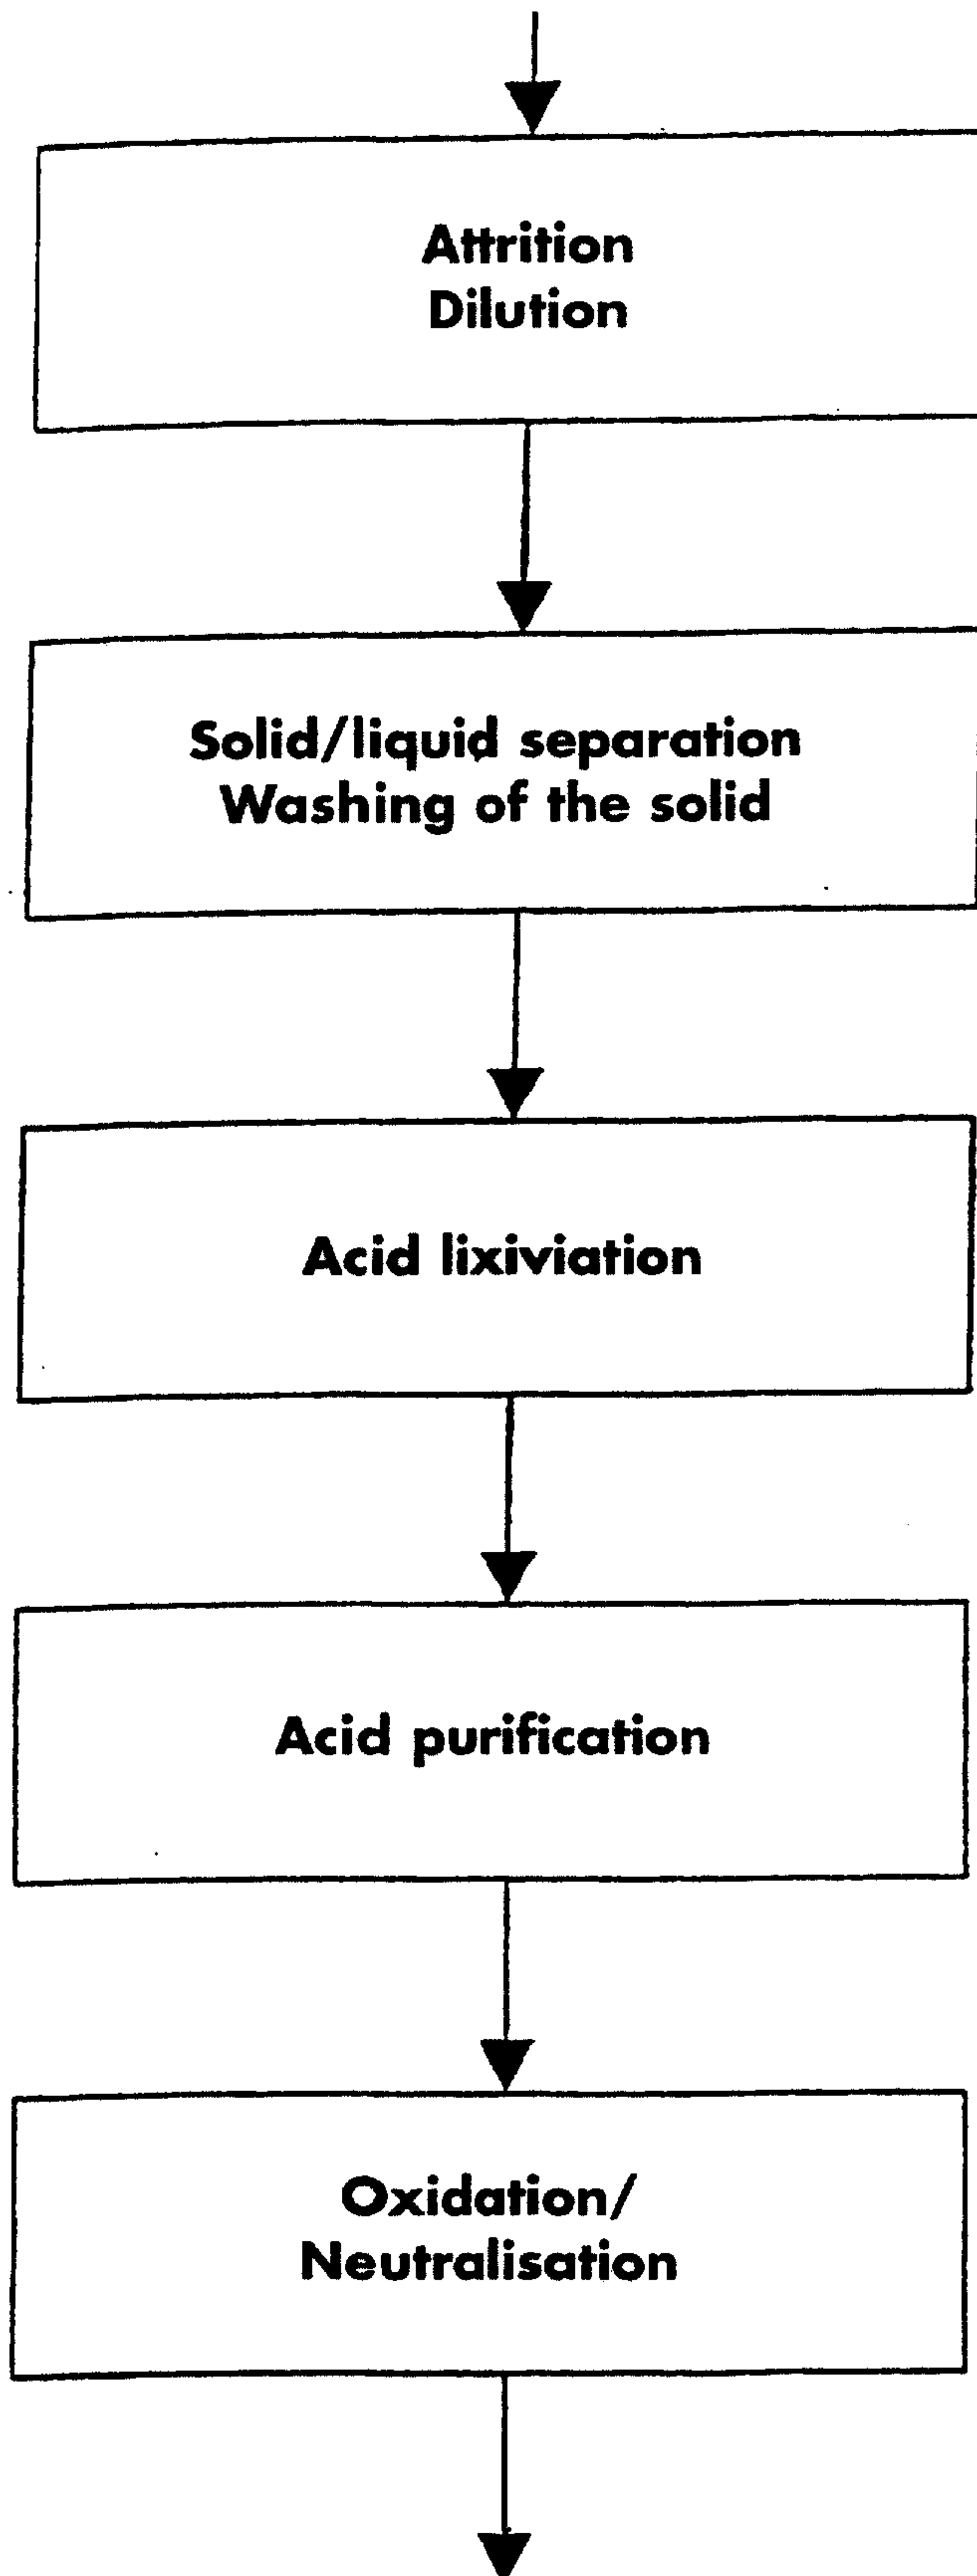 Attrition
Dilution
Solid/liquid separation
Washing of the solid
Acid lixiviation
Acid purification
Oxidation/
Neutralisation